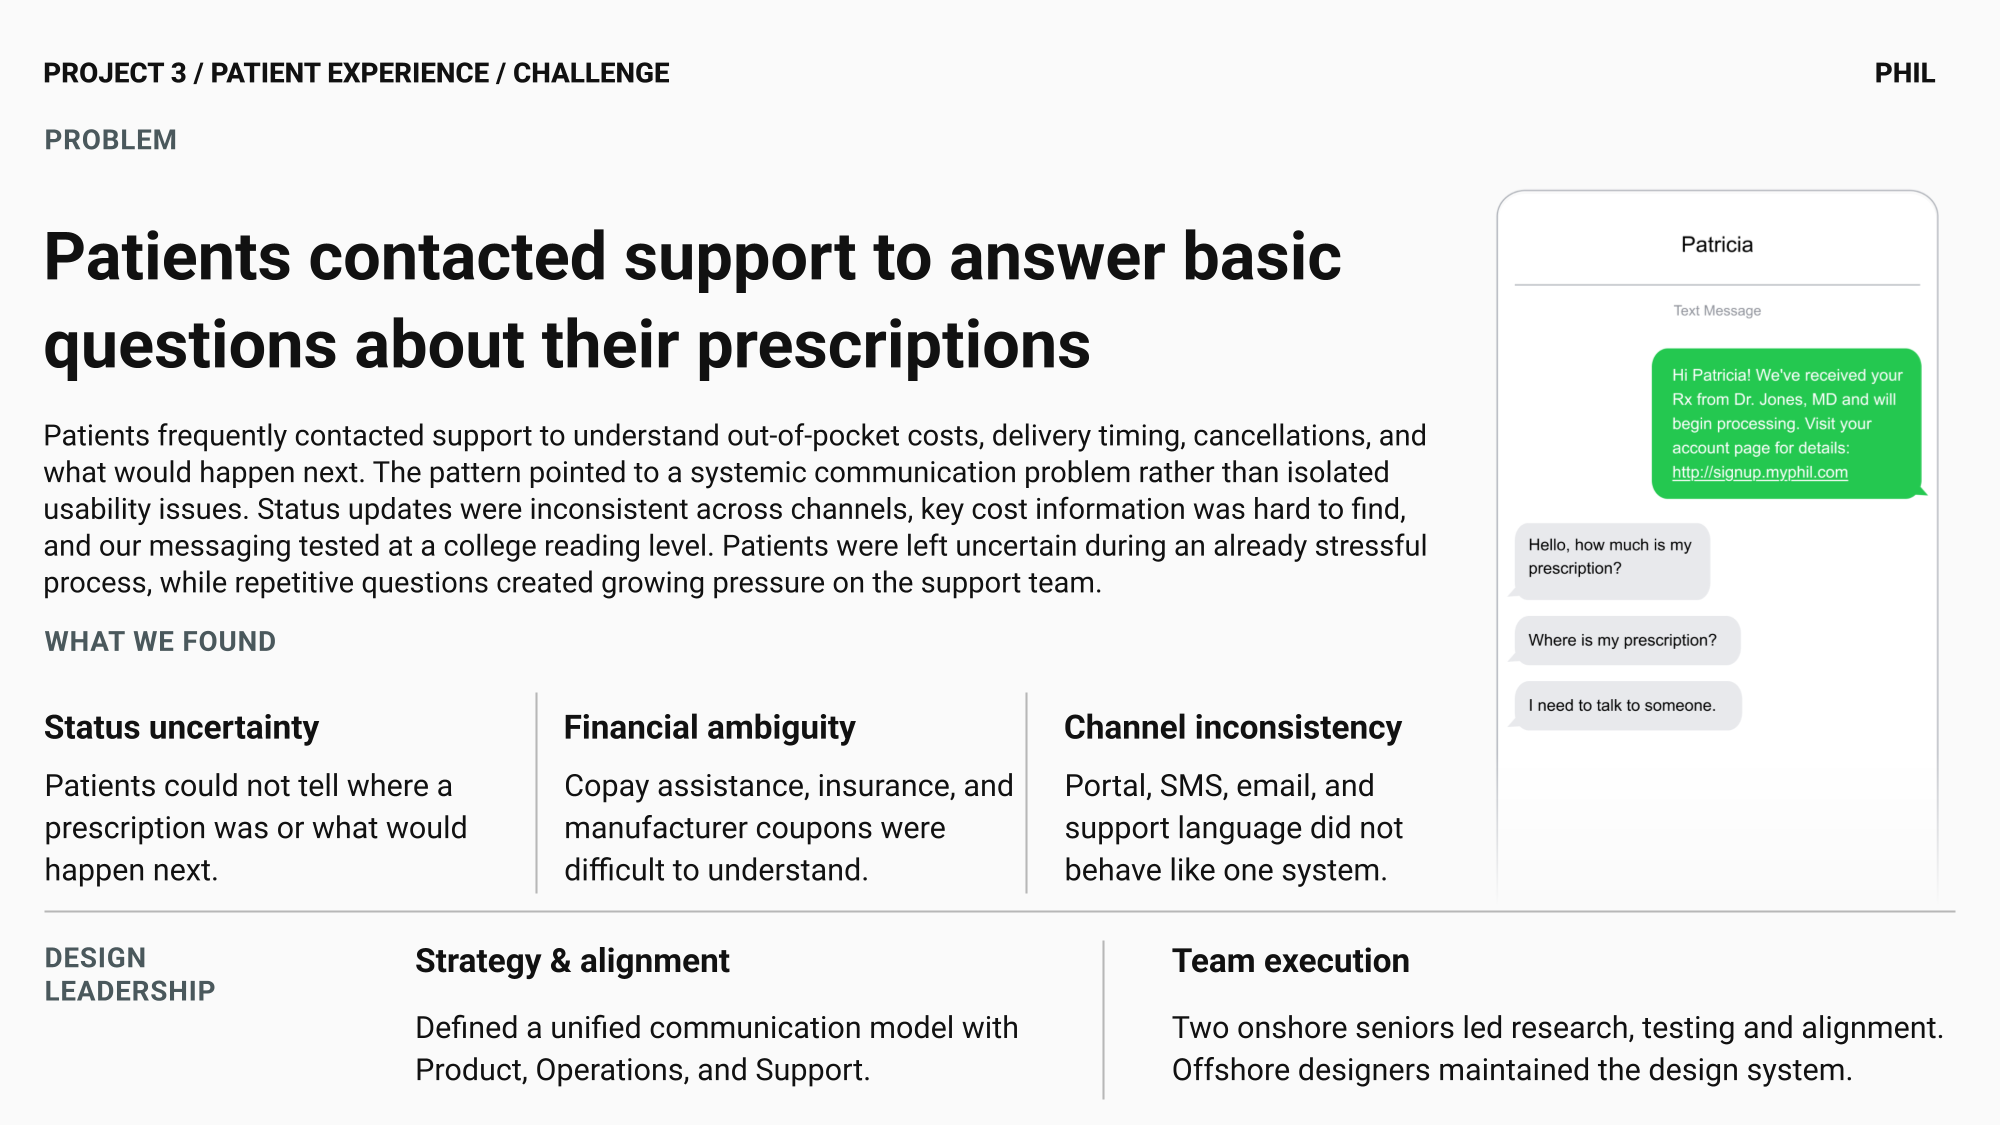 PROJECT 3 / PATIENT EXPERIENCE / CHALLENGE
PHIL
PROBLEM
Patients contacted support to answer basic
questions about their prescriptions
Patients frequently contacted support to understand out-of-pocket costs, delivery timing, cancellations, and
what would happen next. The pattern pointed to a systemic communication problem rather than isolated
usability issues. Status updates were inconsistent across channels, key cost information was hard to find,
and our messaging tested at a college reading level. Patients were left uncertain during an already stressful
process, while repetitive questions created growing pressure on the support team.
WHAT WE FOUND
Status uncertainty
Patients could not tell where a
prescription was or what would
happen next.
Financial ambiguity
Copay assistance, insurance, and
manufacturer coupons were
difficult to understand.
Channel inconsistency
Portal, SMS, email, and
support language did not
behave like one system.
Patricia
Text Message
Hi Patricia! We've received your
Rx from Dr. Jones, MD and will
begin processing. Visit your
account page for details:
http://signup.myphil.com
Hello, how much is my
prescription?
Where is my prescription?
I need to talk to someone.
DESIGN
LEADERSHIP
Strategy & alignment
Defined a unified communication model with
Product, Operations, and Support.
Team execution
Two onshore seniors led research, testing and alignment.
Offshore designers maintained the design system.